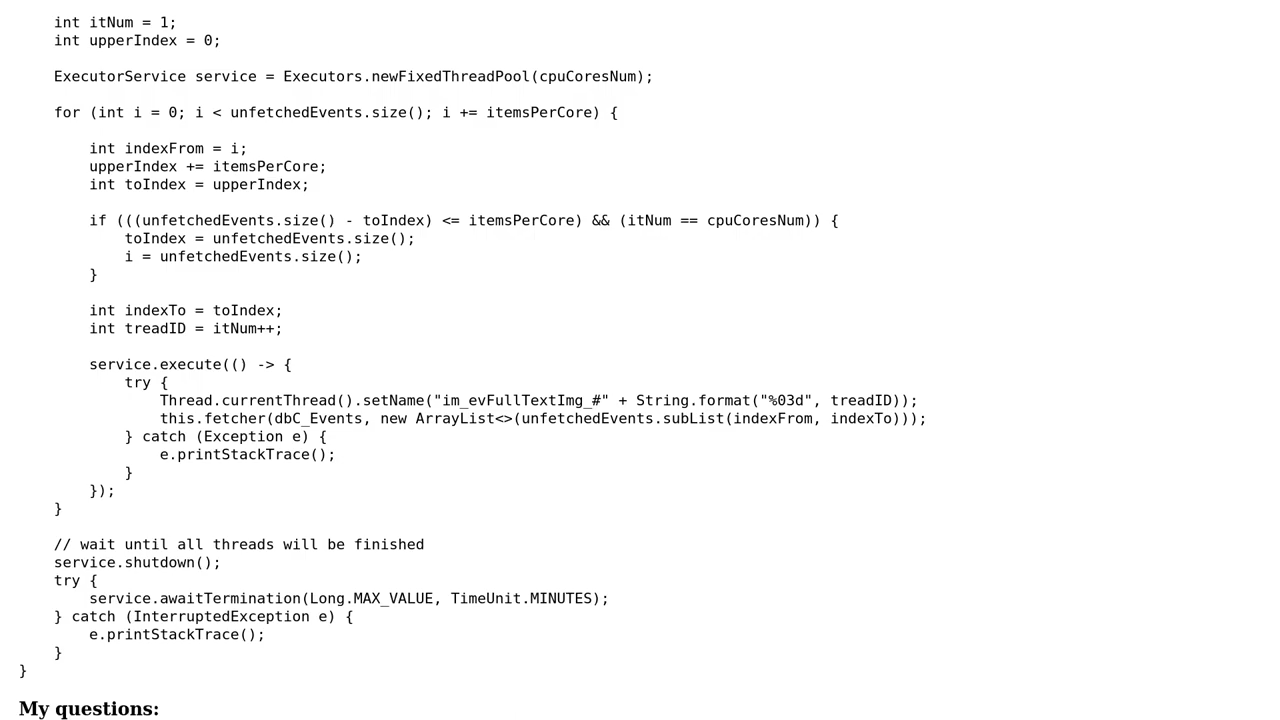 int itNum = 1;
int upperIndex = 0;
ExecutorService service = Executors.newFixedThreadPool(cpuCoresNum);
for (int i = 0; i < unfetchedEvents.size(); i += itemsPerCore) {
int indexFrom = i;
upperIndex += itemsPerCore;
int toIndex = upperIndex;
if (((unfetchedEvents.size() - toIndex) <= itemsPerCore) && (itNum == cpuCoresNum)) {
toIndex = unfetchedEvents.size();
i = unfetchedEvents.size();
}
int indexTo = toIndex;
int treadID = itNum++;
service.execute(() -> {
try {
Thread.currentThread().setName("im_evFullTextImg_#" + String.format("%03d", treadID));
this.fetcher(dbC_Events, new ArrayList<>(unfetchedEvents.subList(indexFrom, indexTo)));
} catch (Exception e) {
e.printStackTrace();
}
});
}
// wait until all threads will be finished
service.shutdown();
try {
service.awaitTermination(Long.MAX_VALUE, TimeUnit.MINUTES);
} catch (InterruptedException e) {
e.printStackTrace();
}
}
My questions: